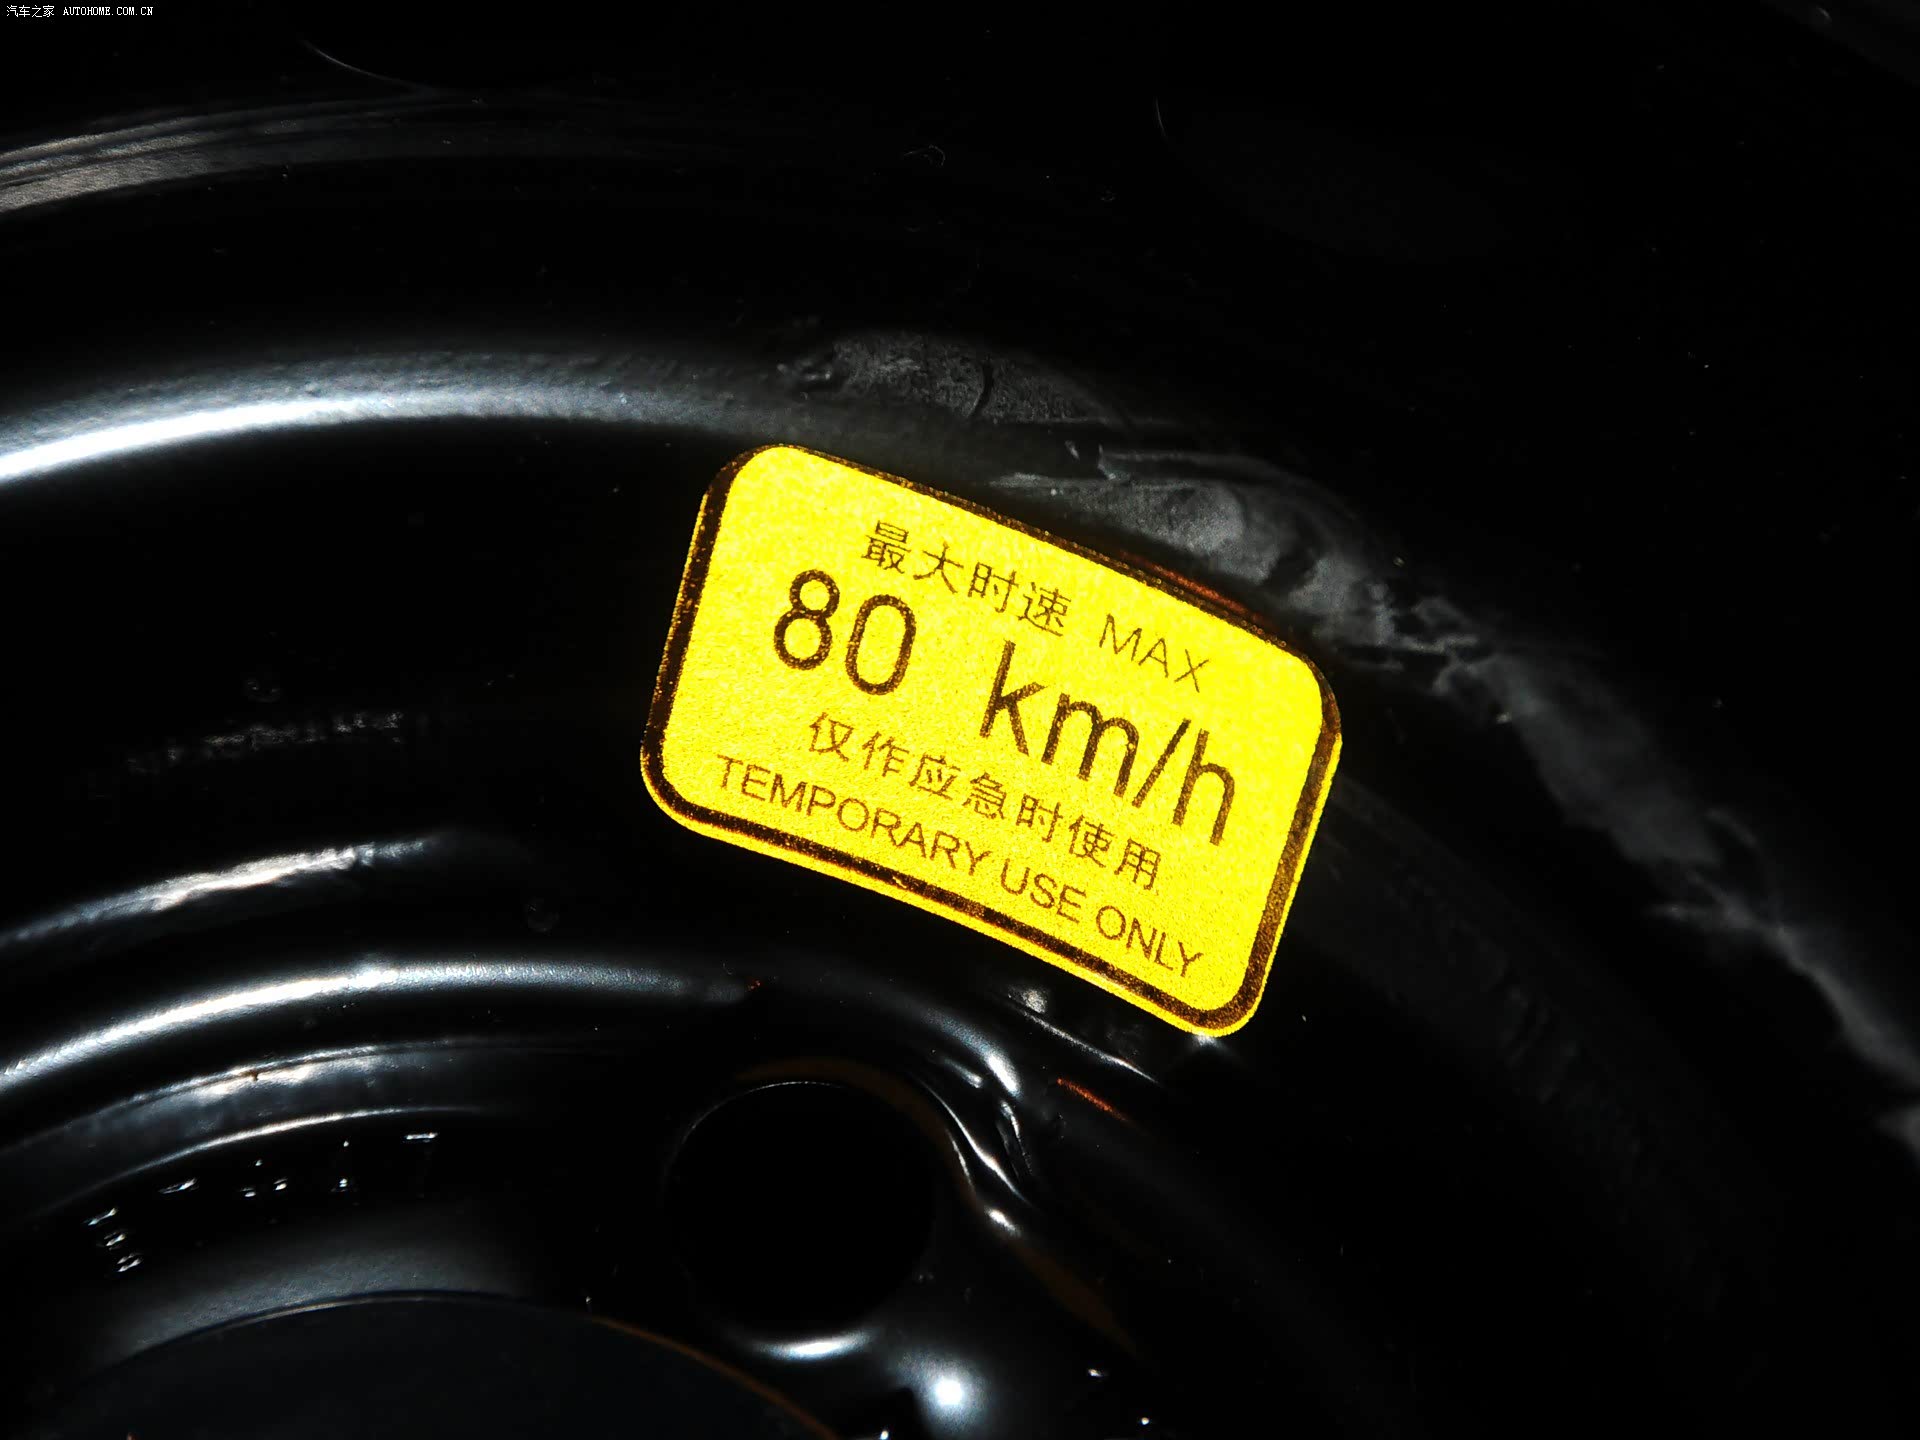 汽车之家 AUTOHOME.COM.CN
最大时速 MAX
80 km/h
仅作应急时使用
TEMPORARY USE ONLY